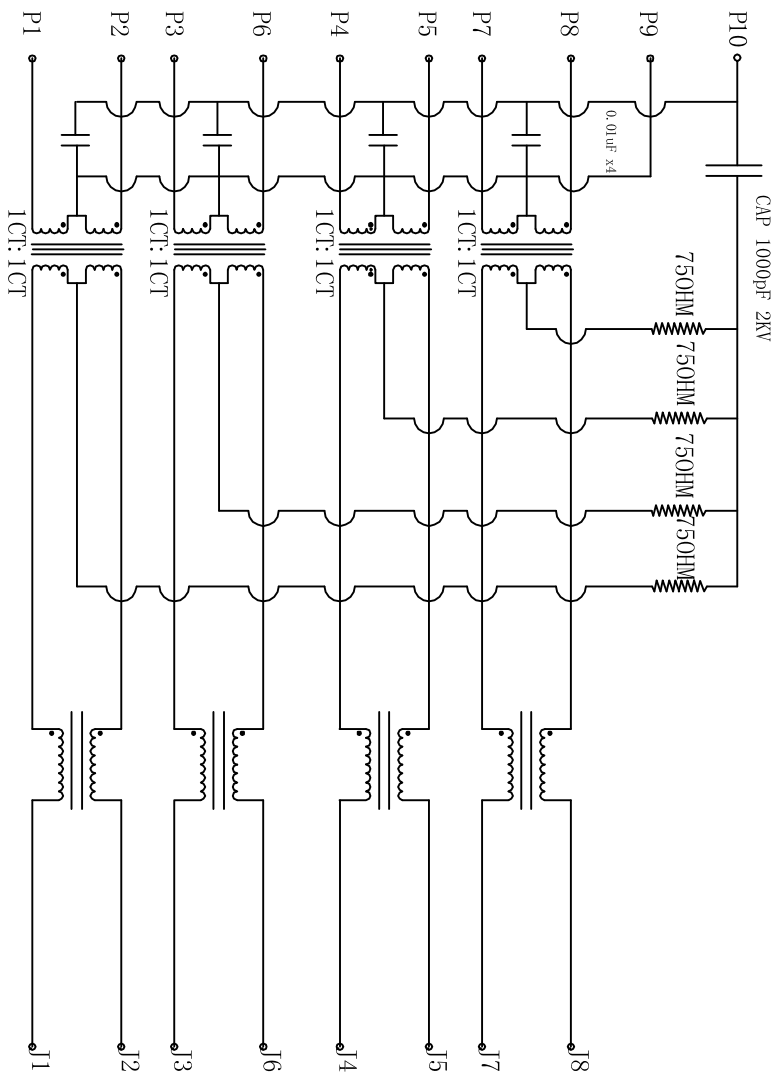 P1
P2
P3
P6
P4
P5
P7
P8
P9
P10
0.01uF x4
CAP 1000pF 2KV
1CT:1CT
1CT:1CT
1CT:1CT
1CT:1CT
75OHM
75OHM
75OHM
75OHM
J1
J2
J3
J6
J4
J5
J7
J8